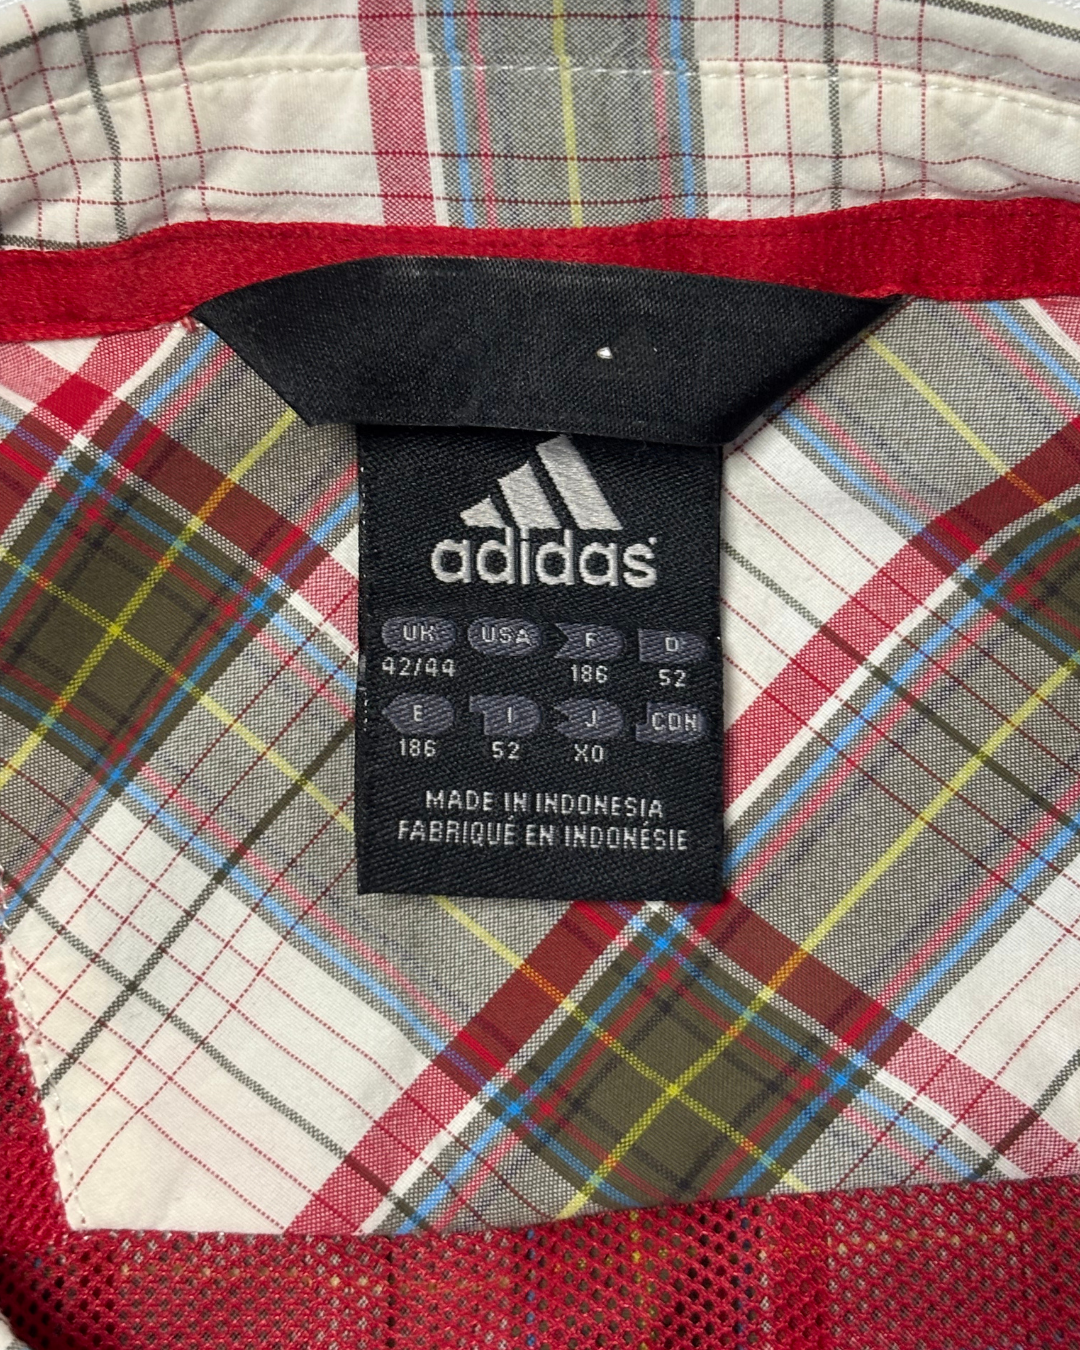 adidas
UK USA F D
42/44 186 52
E I J CDN
186 52 XO
MADE IN INDONESIA
FABRIQUÉ EN INDONÉSIE